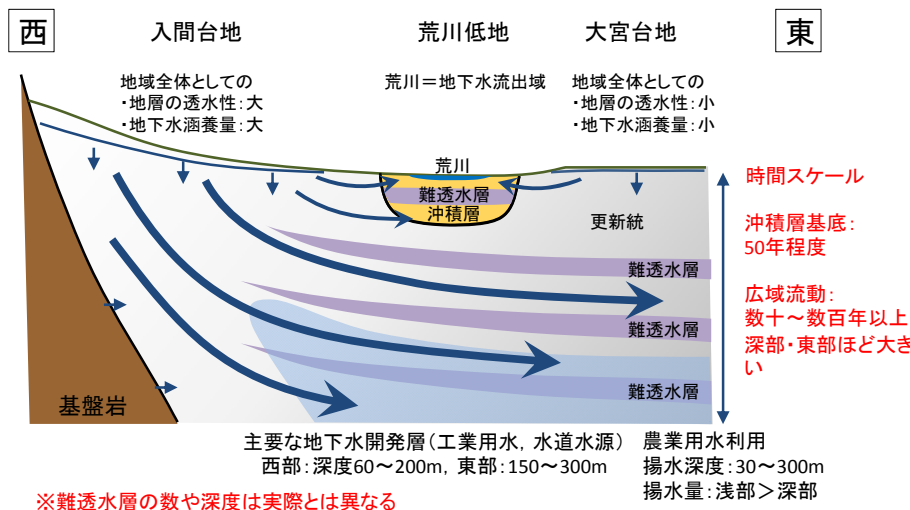 西
入間台地
荒川低地
大宮台地
東
地域全体としての
・地層の透水性：大
・地下水涵養量：大
荒川＝地下水流出域
地域全体としての
・地層の透水性：小
・地下水涵養量：小
荒川
難透水層
沖積層
更新統
難透水層
難透水層
難透水層
基盤岩
時間スケール
沖積層基底：
50年程度
広域流動：
数十～数百年以上
深部・東部ほど大き
い
主要な地下水開発層（工業用水，水道水源）
西部：深度60～200m，東部：150～300m
農業用水利用
揚水深度：30～300m
揚水量：浅部＞深部
※難透水層の数や深度は実際とは異なる